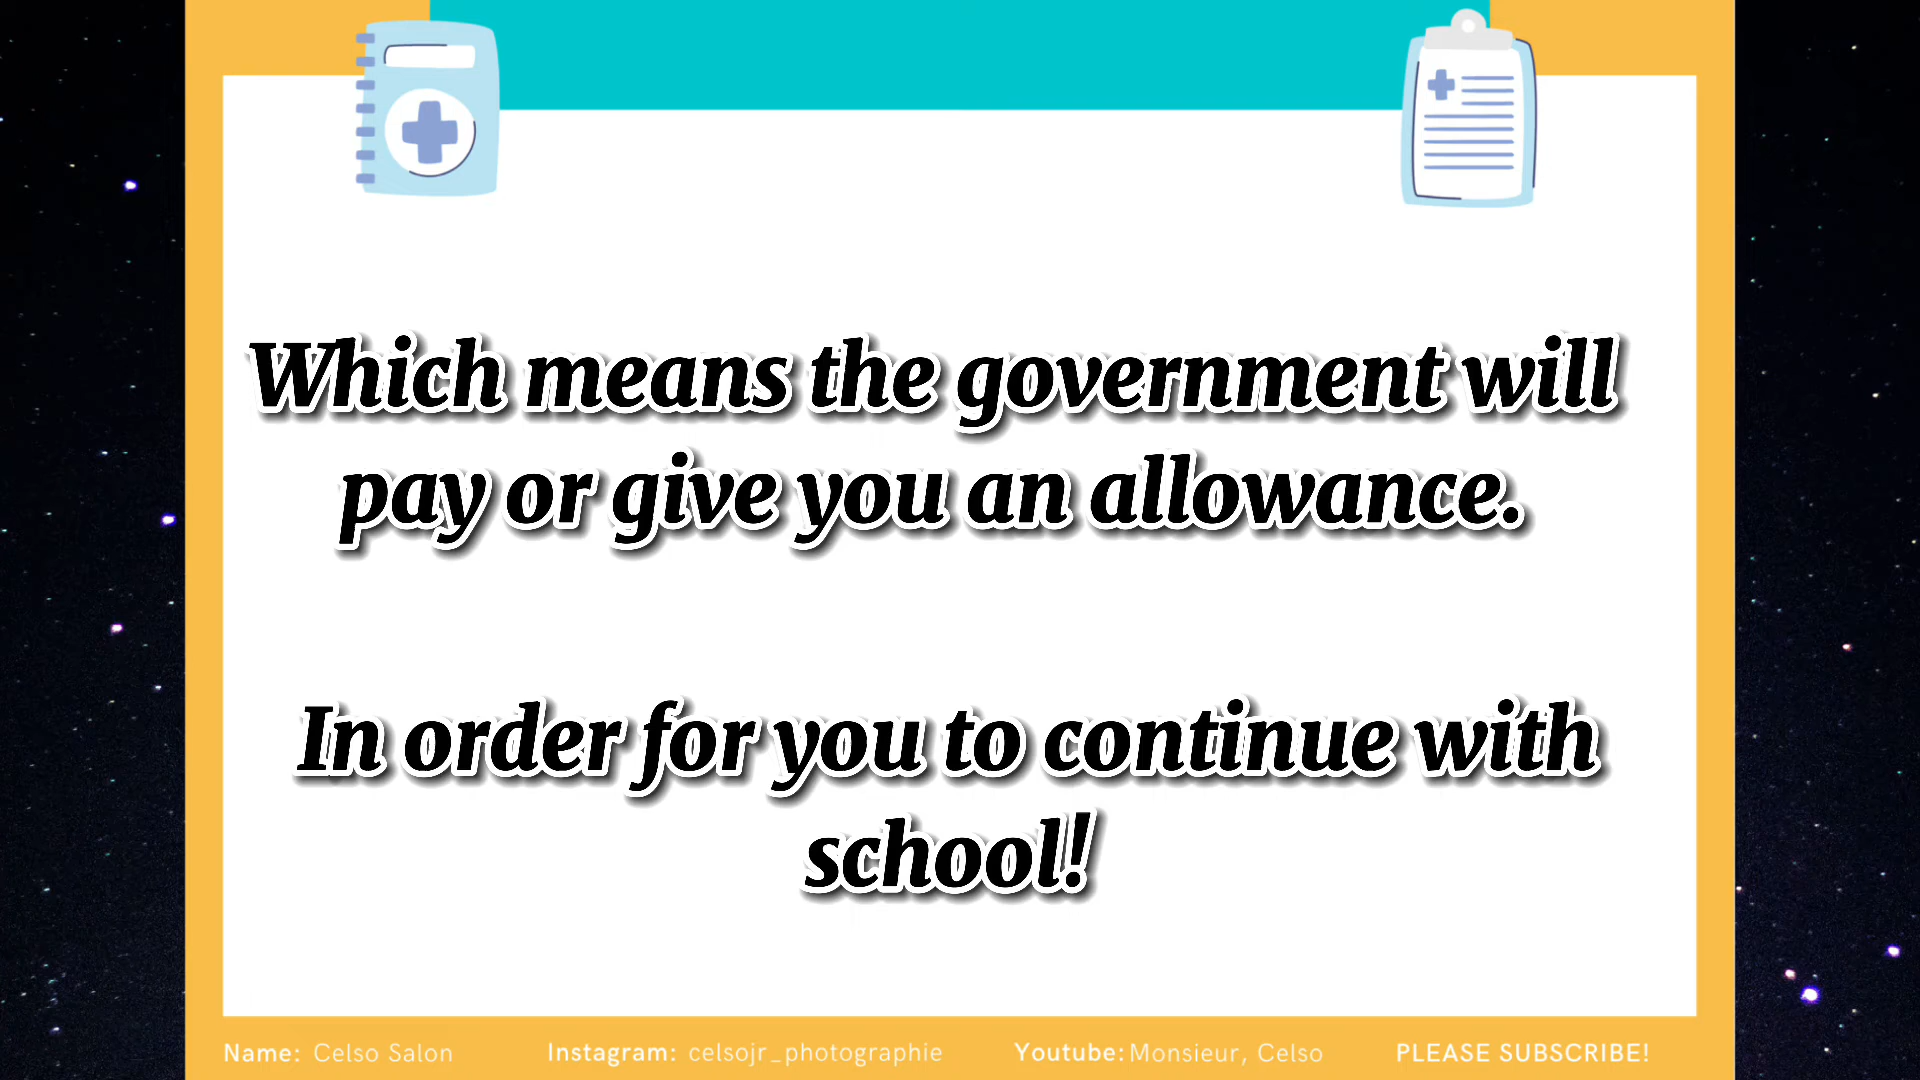 Which means the government will
pay or give you an allowance.
In order for you to continue with
school!
Name: Celso Salon Instagram: celsojr_photographie Youtube: Monsieur, Celso PLEASE SUBSCRIBE!